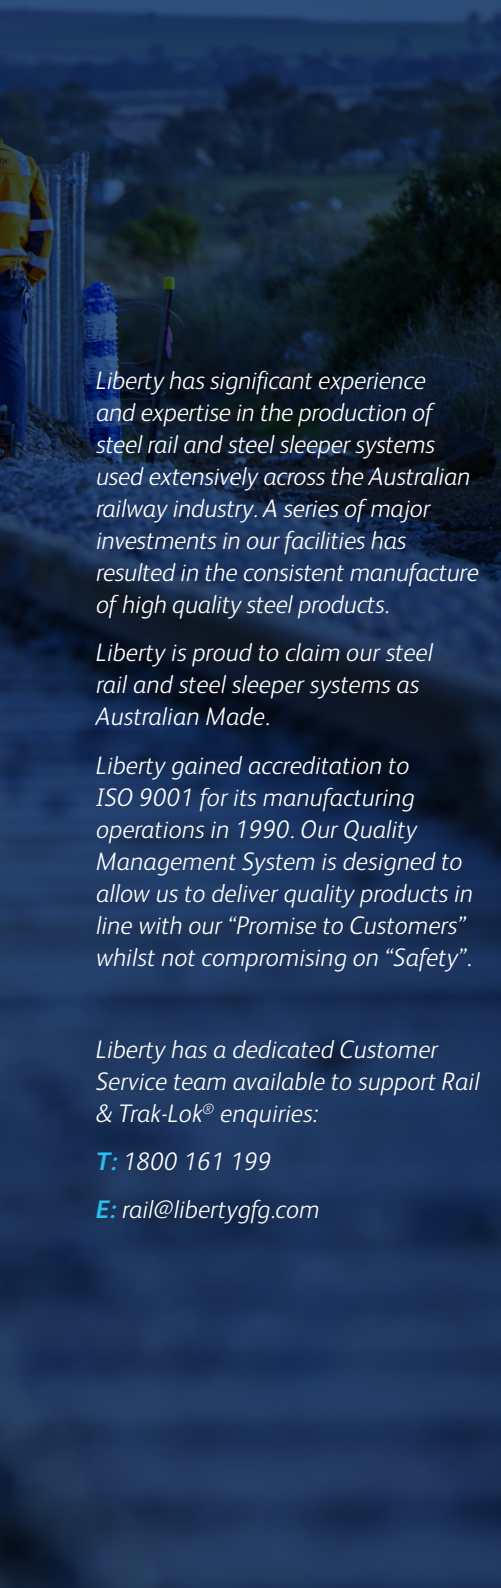 Liberty has significant experience
and expertise in the production of
steel rail and steel sleeper systems
used extensively across the Australian
railway industry. A series of major
investments in our facilities has
resulted in the consistent manufacture
of high quality steel products.
Liberty is proud to claim our steel
rail and steel sleeper systems as
Australian Made.
Liberty gained accreditation to
ISO 9001 for its manufacturing
operations in 1990. Our Quality
Management System is designed to
allow us to deliver quality products in
line with our “Promise to Customers”
whilst not compromising on “Safety”.
Liberty has a dedicated Customer
Service team available to support Rail
& Trak-Lok® enquiries:
T: 1800 161 199
E: rail@libertygfg.com